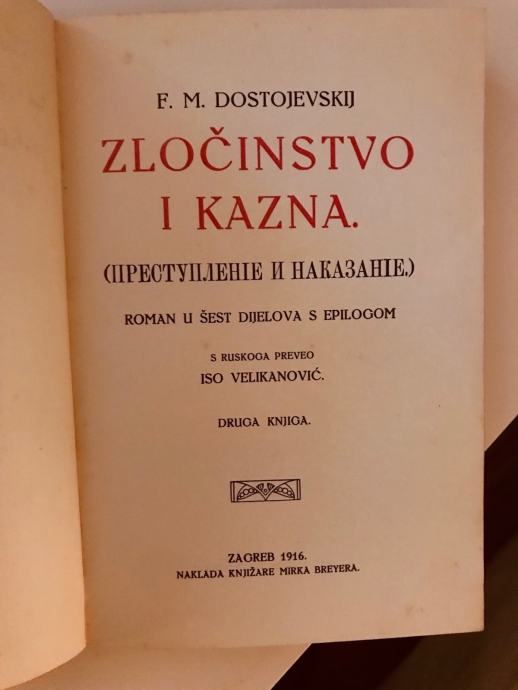 F. M. DOSTOJEVSKIJ
ZLOČINSTVO
I KAZNA.
(ПРЕСТУПЛЕНІЕ И НАКАЗАНІЕ.)
ROMAN U ŠEST DIJELOVA S EPILOGOM
S RUSKOGA PREVEO
ISO VELIKANOVIĆ.
DRUGA KNJIGA.
ZAGREB 1916.
NAKLADA KNJIŽARE MIRKA BREYERA.